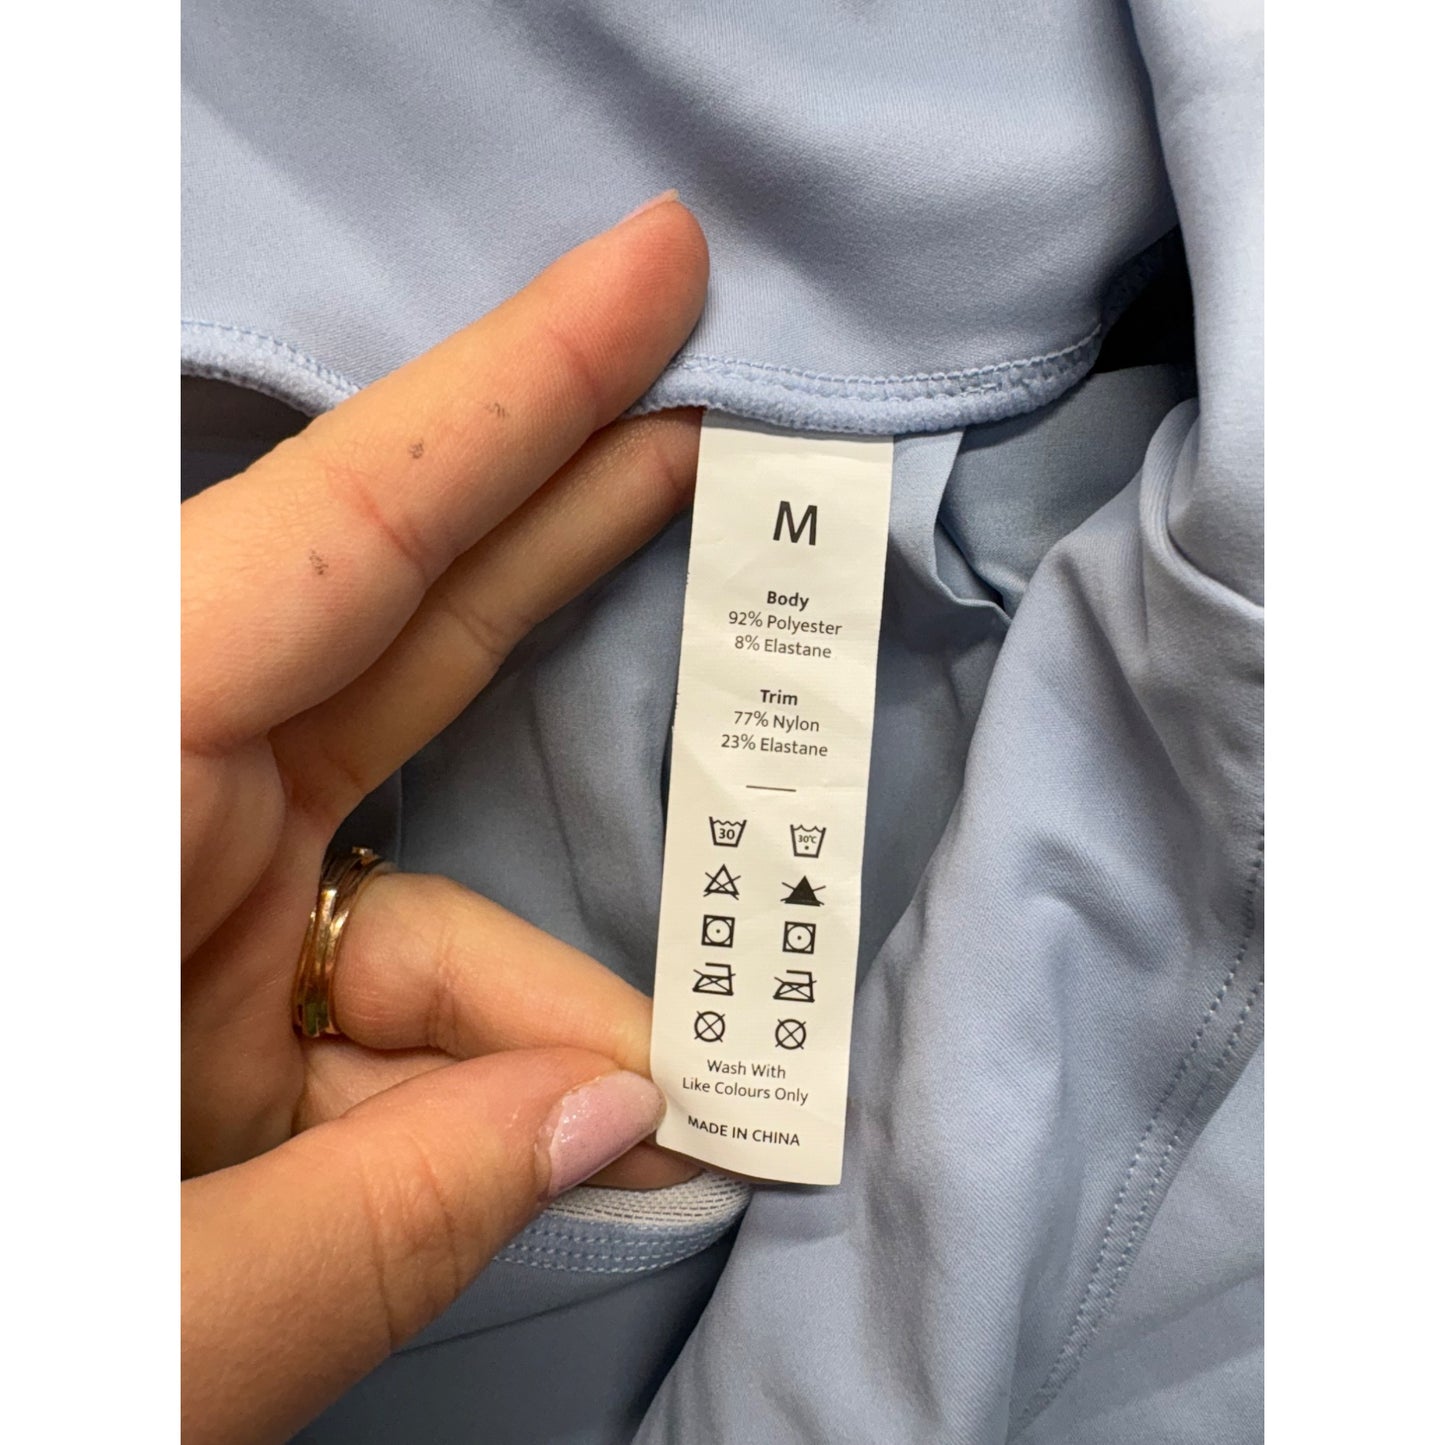 M
Body
92% Polyester
8% Elastane
Trim
77% Nylon
23% Elastane
30 30°C
Wash With
Like Colours Only
MADE IN CHINA